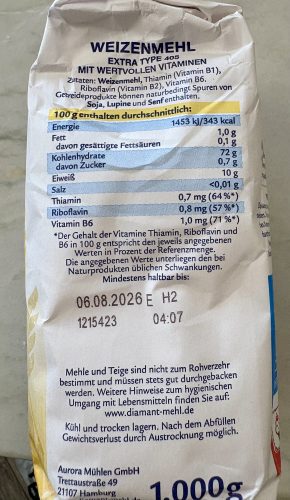 WEIZENMEHL
EXTRA TYPE 405
MIT WERTVOLLEN VITAMINEN
Zutaten: Weizenmehl, Thiamin (Vitamin B1),
Riboflavin (Vitamin B2), Vitamin B6.
Getreideprodukte können naturbedingt Spuren von
Soja, Lupine und Senf enthalten.
100 g enthalten durchschnittlich:
Energie 1453 kJ/343 kcal
Fett 1,0 g
davon gesättigte Fettsäuren 0,1 g
Kohlenhydrate 72 g
davon Zucker 0,7 g
Eiweiß 10 g
Salz <0,01 g
Thiamin 0,7 mg (64%*)
Riboflavin 0,8 mg (57%*)
Vitamin B6 1,0 mg (71%*)
*Der Gehalt der Vitamine Thiamin, Riboflavin und
B6 in 100 g entspricht den jeweils angegebenen
Werten in Prozent der Referenzmenge.
Die angegebenen Werte unterliegen den bei
Naturprodukten üblichen Schwankungen.
Mindestens haltbar bis:
06.08.2026 E H2
1215423 04:07
Mehle und Teige sind nicht zum Rohverzehr
bestimmt und müssen stets gut durchgebacken
werden. Weitere Hinweise zum hygienischen
Umgang mit Lebensmitteln finden Sie auf:
www.diamant-mehl.de
Kühl und trocken lagern. Nach dem Abfüllen
Gewichtsverlust durch Austrocknung möglich.
Aurora Mühlen GmbH
Trettaustraße 49
21107 Hamburg
1.000g